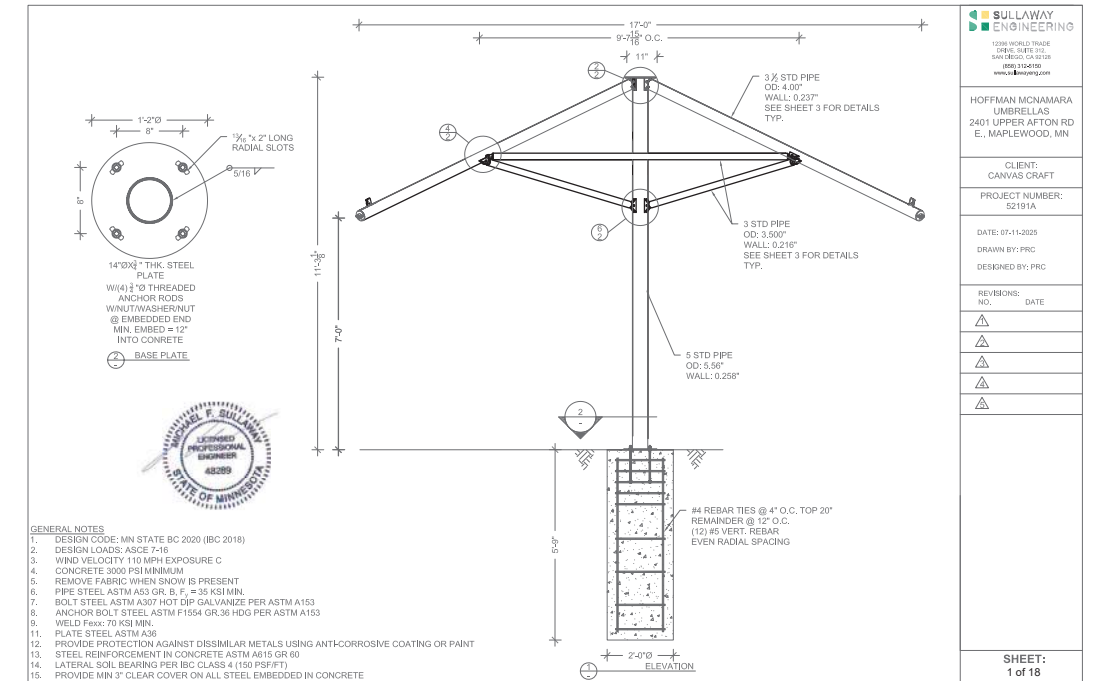 SULLAWAY
ENGINEERING
12396 WORLD TRADE
DRIVE, SUITE 312,
SAN DIEGO, CA 92128
(858) 312-5150
www.sullawayeng.com
HOFFMAN MCNAMARA
UMBRELLAS
2401 UPPER AFTON RD
E., MAPLEWOOD, MN
CLIENT:
CANVAS CRAFT
PROJECT NUMBER:
52191A
DATE: 07-11-2025
DRAWN BY: PRC
DESIGNED BY: PRC
REVISIONS:
NO. DATE
1
2
3
4
5
SHEET:
1 of 18
17'-0"
9'-7 15/16" O.C.
11"
2
2
4
2
6
2
3 ½ STD PIPE
OD: 4.00"
WALL: 0.237"
SEE SHEET 3 FOR DETAILS
TYP.
3 STD PIPE
OD: 3.500"
WALL: 0.216"
SEE SHEET 3 FOR DETAILS
TYP.
5 STD PIPE
OD: 5.56"
WALL: 0.258"
11'-3 1/8"
7'-0"
2
-
5'-9"
#4 REBAR TIES @ 4" O.C. TOP 20"
REMAINDER @ 12" O.C.
(12) #5 VERT. REBAR
EVEN RADIAL SPACING
2'-0"Ø
1
-
ELEVATION
1'-2"Ø
8"
8"
13/16 "x 2" LONG
RADIAL SLOTS
5/16
THK. STEEL
PLATE
W/(4) ¾ "Ø THREADED
ANCHOR RODS
W/NUT/WASHER/NUT
@ EMBEDDED END
MIN. EMBED = 12"
INTO CONRETE
2
-
BASE PLATE
MICHAEL F. SULLAWAY
LICENSED
PROFESSIONAL
ENGINEER
48289
STATE OF MINNESOTA
GENERAL NOTES
1. DESIGN CODE: MN STATE BC 2020 (IBC 2018)
2. DESIGN LOADS: ASCE 7-16
3. WIND VELOCITY 110 MPH EXPOSURE C
4. CONCRETE 3000 PSI MINIMUM
5. REMOVE FABRIC WHEN SNOW IS PRESENT
6. PIPE STEEL ASTM A53 GR. B, Fy = 35 KSI MIN.
7. BOLT STEEL ASTM A307 HOT DIP GALVANIZE PER ASTM A153
8. ANCHOR BOLT STEEL ASTM F1554 GR.36 HDG PER ASTM A153
9. WELD Fexx: 70 KSI MIN.
11. PLATE STEEL ASTM A36
12. PROVIDE PROTECTION AGAINST DISSIMILAR METALS USING ANTI-CORROSIVE COATING OR PAINT
13. STEEL REINFORCEMENT IN CONCRETE ASTM A615 GR 60
14. LATERAL SOIL BEARING PER IBC CLASS 4 (150 PSF/FT)
15. PROVIDE MIN 3" CLEAR COVER ON ALL STEEL EMBEDDED IN CONCRETE